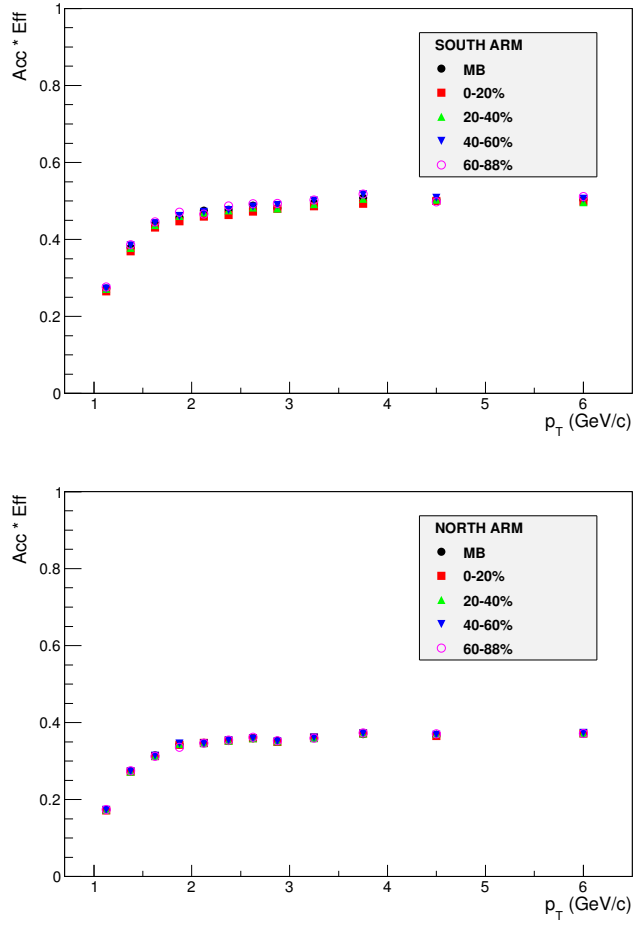 Acc * Eff
1
0.8
0.6
0.4
0.2
0
SOUTH ARM
MB
0-20%
20-40%
40-60%
60-88%
1 2 3 4 5 6
p_T (GeV/c)
Acc * Eff
1
0.8
0.6
0.4
0.2
0
NORTH ARM
MB
0-20%
20-40%
40-60%
60-88%
1 2 3 4 5 6
p_T (GeV/c)